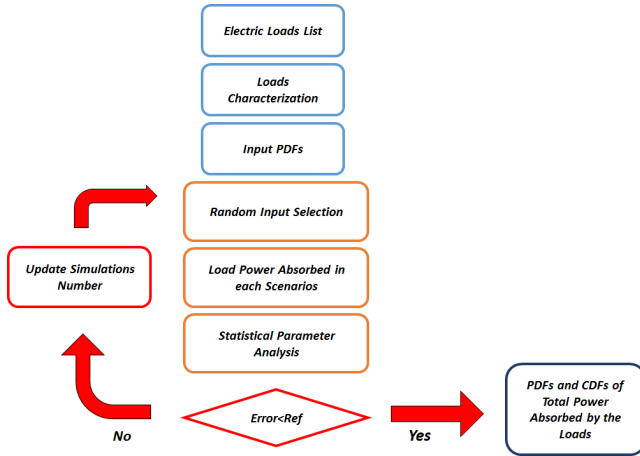 Electric Loads List
Loads
Characterization
Input PDFs
Random Input Selection
Update Simulations
Number
Load Power Absorbed in
each Scenarios
Statistical Parameter
Analysis
Error<Ref
No
Yes
PDFs and CDFs of
Total Power
Absorbed by the
Loads